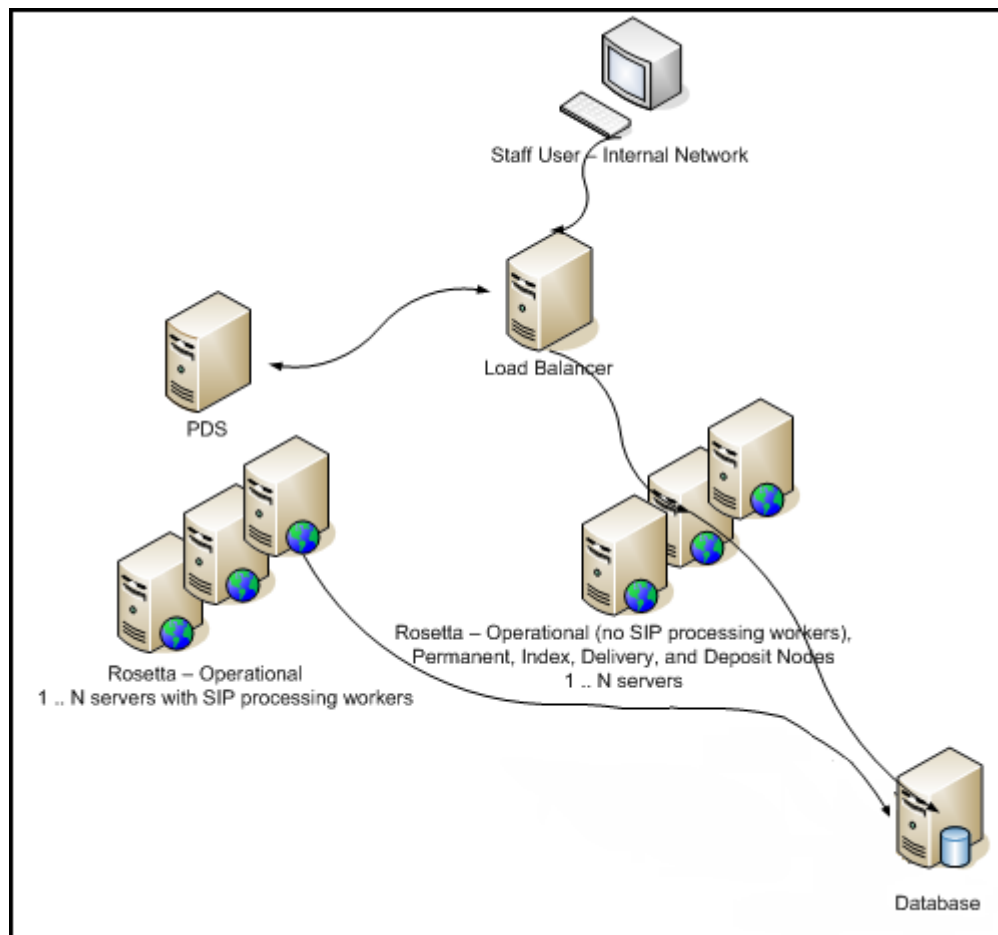 Staff User – Internal Network
Load Balancer
PDS
Rosetta – Operational (no SIP processing workers),
Permanent, Index, Delivery, and Deposit Nodes
1 .. N servers
Rosetta – Operational
1 .. N servers with SIP processing workers
Database